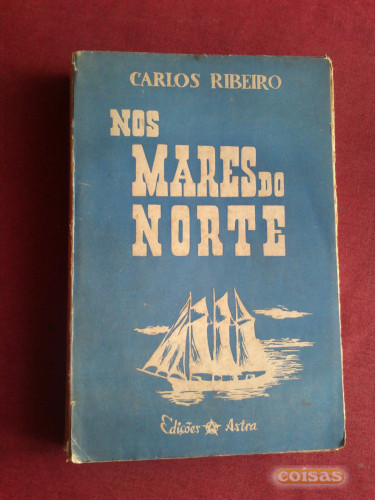 CARLOS RIBEIRO
NOS
MARES DO
NORTE
Edições Astra
coisas